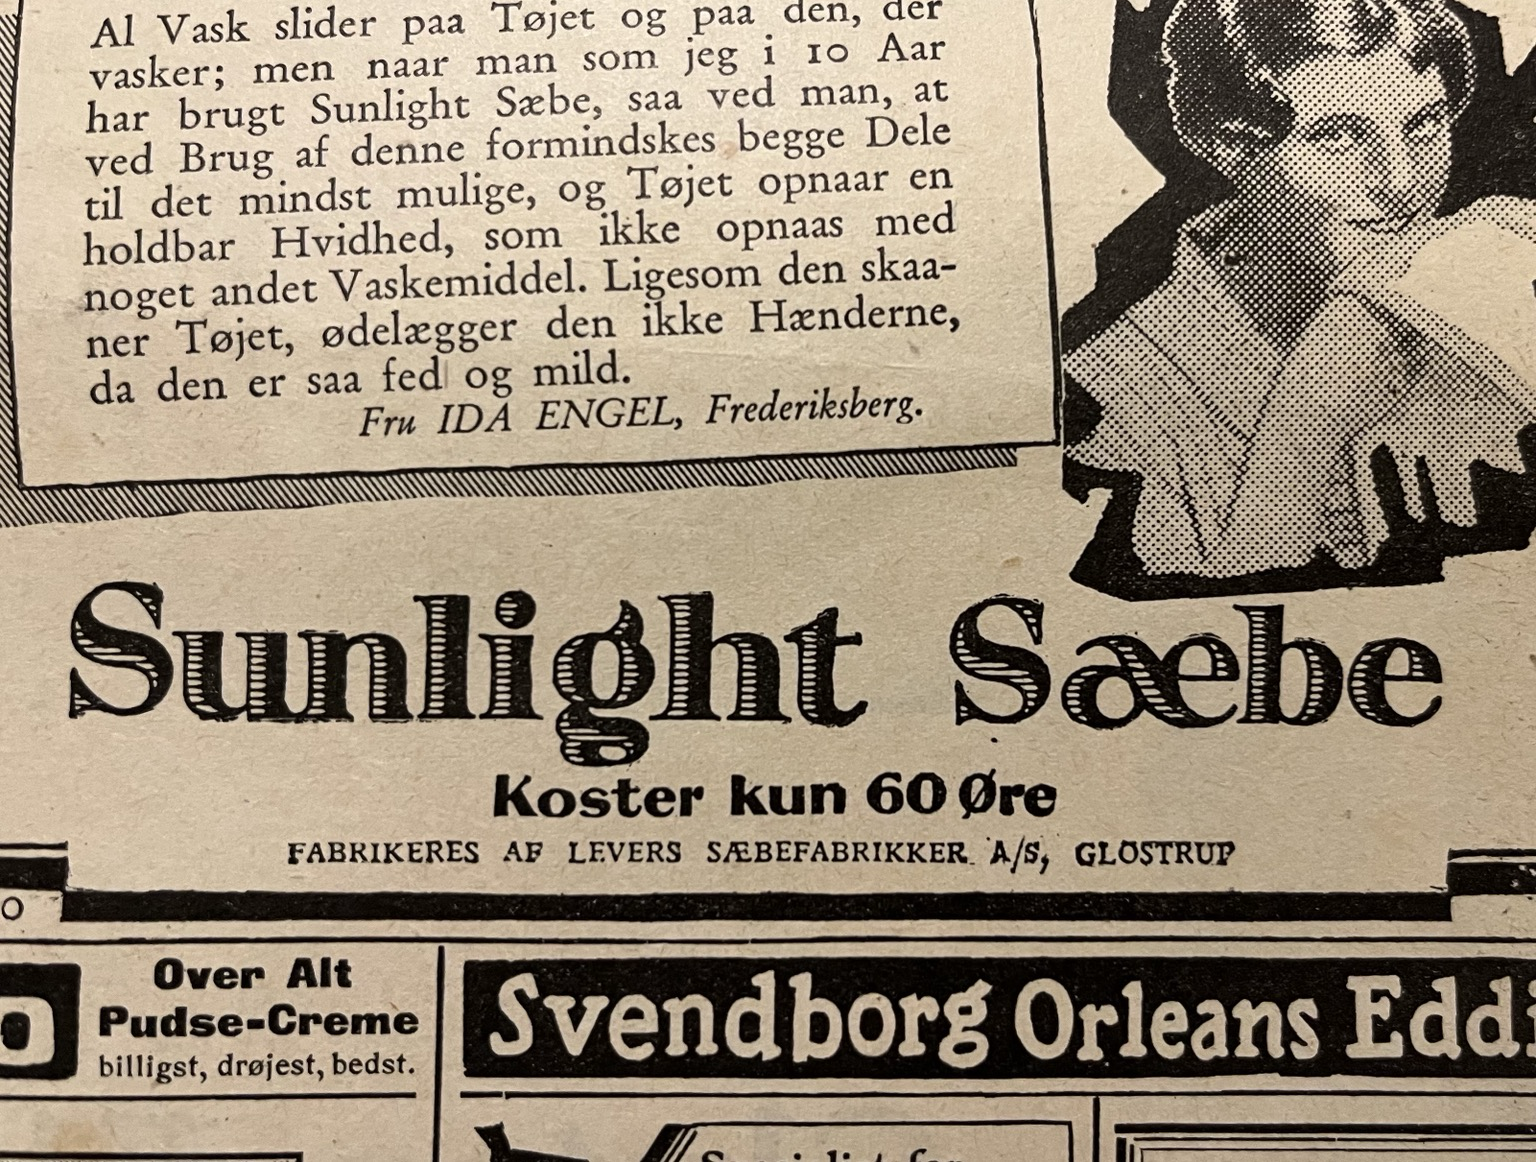 Al Vask slider paa Tøjet og paa den, der
vasker; men naar man som jeg i 10 Aar
har brugt Sunlight Sæbe, saa ved man, at
ved Brug af denne formindskes begge Dele
til det mindst mulige, og Tøjet opnaar en
holdbar Hvidhed, som ikke opnaas med
noget andet Vaskemiddel. Ligesom den skaa-
ner Tøjet, ødelægger den ikke Hænderne,
da den er saa fed og mild.
Fru IDA ENGEL, Frederiksberg.
Sunlight Sæbe
Koster kun 60 Øre
FABRIKERES AF LEVERS SÆBEFABRIKKER A/S, GLOSTRUP
Over Alt
Pudse-Creme
billigst, drøjest, bedst.
Svendborg Orleans Eddi